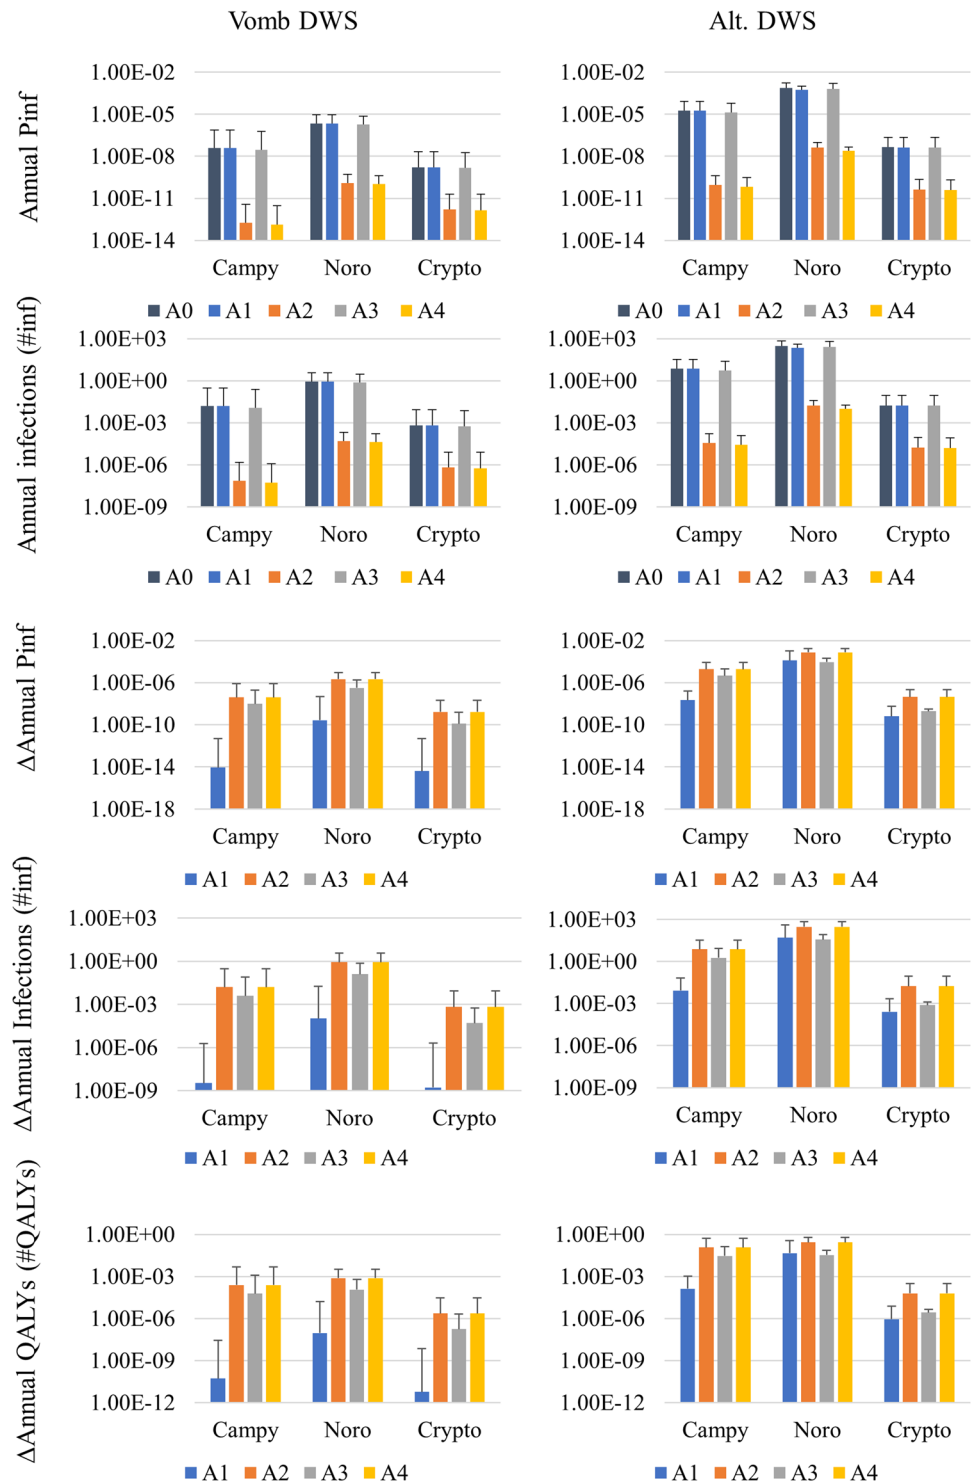 Vomb DWS
Alt. DWS
Annual Pinf
1.00E-02
1.00E-05
1.00E-08
1.00E-11
1.00E-14
Campy Noro Crypto
A0 A1 A2 A3 A4
1.00E-02
1.00E-05
1.00E-08
1.00E-11
1.00E-14
Campy Noro Crypto
A0 A1 A2 A3 A4
Annual infections (#inf)
1.00E+03
1.00E+00
1.00E-03
1.00E-06
1.00E-09
Campy Noro Crypto
A0 A1 A2 A3 A4
1.00E+03
1.00E+00
1.00E-03
1.00E-06
1.00E-09
Campy Noro Crypto
A0 A1 A2 A3 A4
ΔAnnual Pinf
1.00E-02
1.00E-06
1.00E-10
1.00E-14
1.00E-18
Campy Noro Crypto
A1 A2 A3 A4
1.00E-02
1.00E-06
1.00E-10
1.00E-14
1.00E-18
Campy Noro Crypto
A1 A2 A3 A4
ΔAnnual Infections (#inf)
1.00E+03
1.00E+00
1.00E-03
1.00E-06
1.00E-09
Campy Noro Crypto
A1 A2 A3 A4
1.00E+03
1.00E+00
1.00E-03
1.00E-06
1.00E-09
Campy Noro Crypto
A1 A2 A3 A4
ΔAnnual QALYs (#QALYs)
1.00E+00
1.00E-03
1.00E-06
1.00E-09
1.00E-12
Campy Noro Crypto
A1 A2 A3 A4
1.00E+00
1.00E-03
1.00E-06
1.00E-09
1.00E-12
Campy Noro Crypto
A1 A2 A3 A4